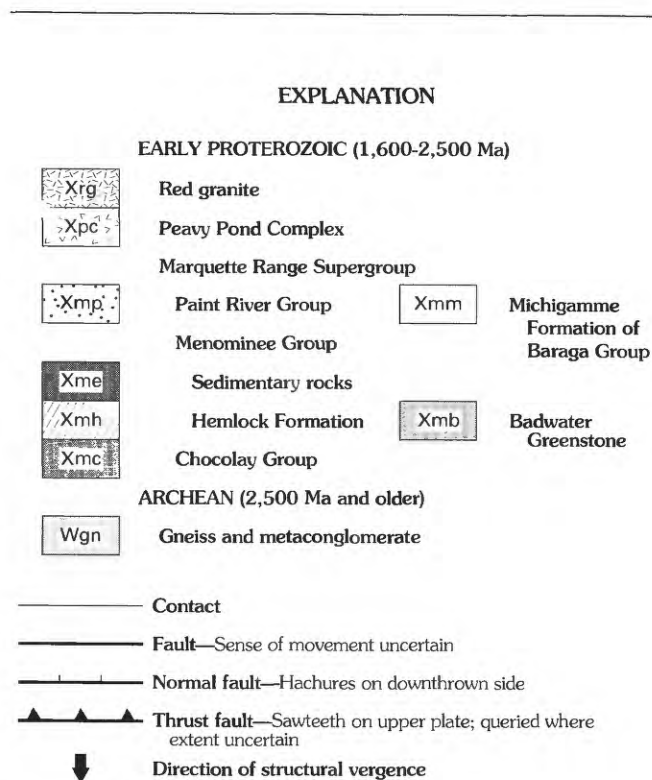 EXPLANATION
EARLY PROTEROZOIC (1,600-2,500 Ma)
Xrg Red granite
Xpc Peavy Pond Complex
Marquette Range Supergroup
Xmp Paint River Group Xmm Michigamme
Formation of
Baraga Group
Menominee Group
Xme Sedimentary rocks
Xmh Hemlock Formation Xmb Badwater
Greenstone
Xmc Chocolay Group
ARCHEAN (2,500 Ma and older)
Wgn Gneiss and metaconglomerate
Contact
Fault—Sense of movement uncertain
Normal fault—Hachures on downthrown side
Thrust fault—Sawteeth on upper plate; queried where
extent uncertain
Direction of structural vergence